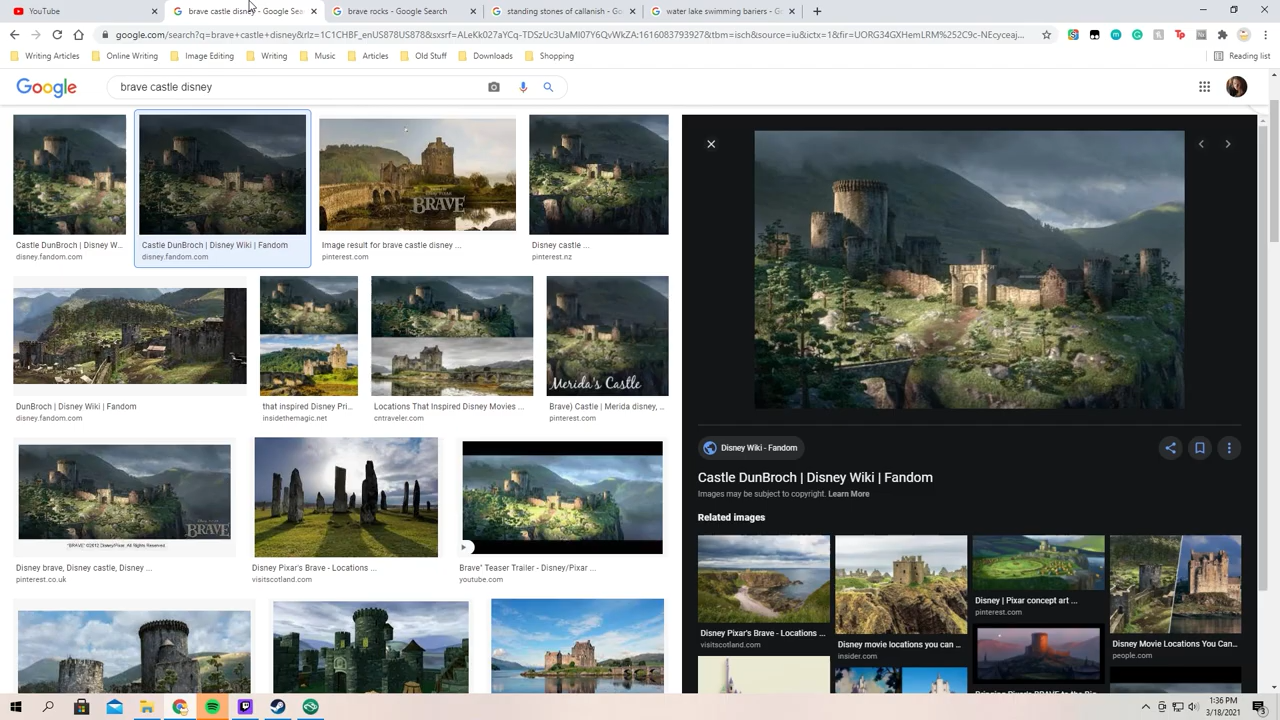 YouTube
brave castle disney - Google Sea
brave rocks - Google Search
standing stones of callanish - Go
water lake swimming bariers - G
google.com/search?q=brave+castle+disney&rlz=1C1CHBF_enUS878US878&sxsrf=ALeKk027aYCq-TDSzUc3UaMl07Y6QvWkZA:1616083793927&tbm=isch&source=iu&ictx=1&fir=UORG34GXHemLRM%252C9c-NEcyceaj...
Writing Articles
Online Writing
Image Editing
Writing
Music
Articles
Old Stuff
Downloads
Shopping
Reading list
Google
brave castle disney
Castle DunBroch | Disney W...
disney.fandom.com
Castle DunBroch | Disney Wiki | Fandom
disney.fandom.com
BRAVE
Image result for brave castle disney ...
pinterest.com
Disney castle ...
pinterest.nz
DunBroch | Disney Wiki | Fandom
disney.fandom.com
that inspired Disney Pri...
insidethemagic.net
Locations That Inspired Disney Movies ...
cntraveler.com
Merida's Castle
Brave) Castle | Merida disney, ...
pinterest.com
BRAVE
"BRAVE" ©2012 Disney/Pixar. All Rights Reserved.
Disney brave, Disney castle, Disney ...
pinterest.co.uk
Disney Pixar's Brave - Locations ...
visitscotland.com
Brave" Teaser Trailer - Disney/Pixar ...
youtube.com
Disney Wiki - Fandom
Castle DunBroch | Disney Wiki | Fandom
Images may be subject to copyright. Learn More
Related images
Disney Pixar's Brave - Locations ...
visitscotland.com
Disney movie locations you can ...
insider.com
Disney | Pixar concept art ...
pinterest.com
Disney Movie Locations You Can...
people.com
1:36 PM
3/18/2021